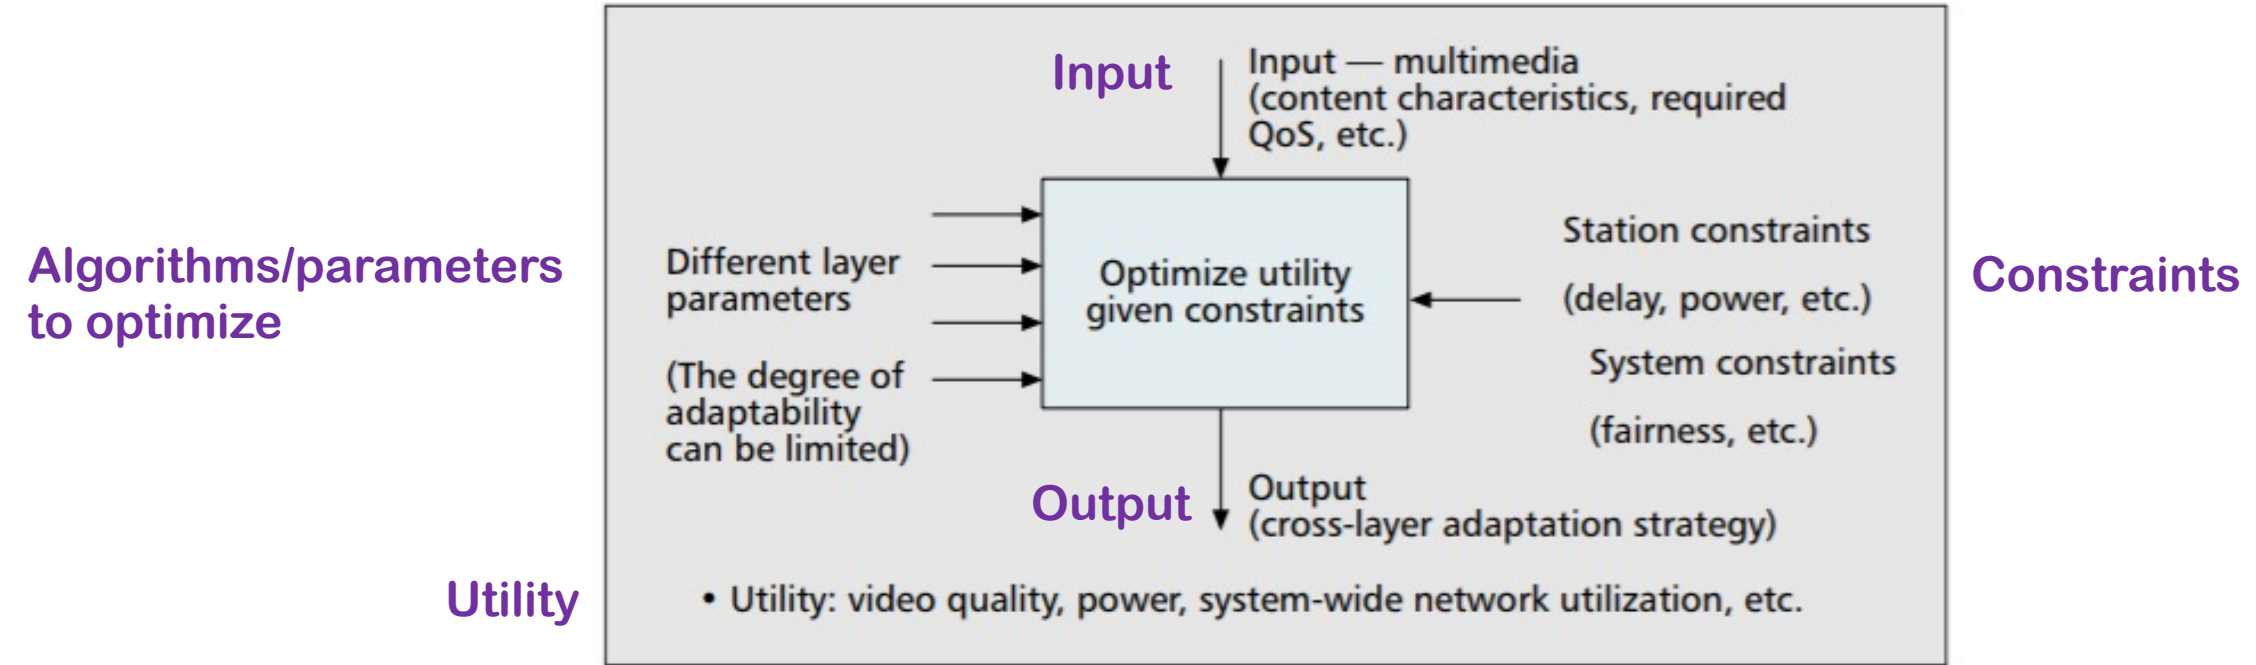 Input
Input — multimedia
(content characteristics, required
QoS, etc.)
Algorithms/parameters
to optimize
Different layer
parameters
(The degree of
adaptability
can be limited)
Optimize utility
given constraints
Station constraints
(delay, power, etc.)
System constraints
(fairness, etc.)
Constraints
Output
Output
(cross-layer adaptation strategy)
Utility
• Utility: video quality, power, system-wide network utilization, etc.